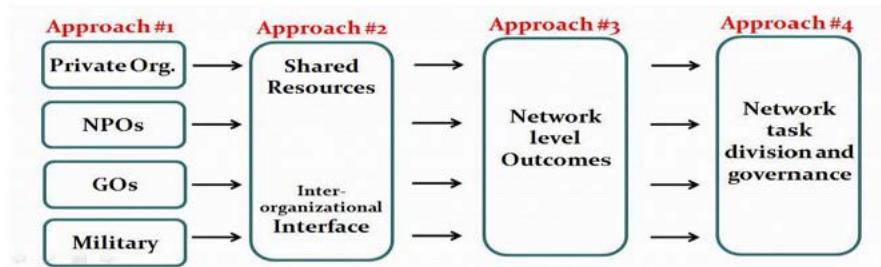 Approach #1
Private Org.
NPOs
GOs
Military
Approach #2
Shared
Resources
Inter-
organizational
Interface
Approach #3
Network
level
Outcomes
Approach #4
Network
task
division and
governance